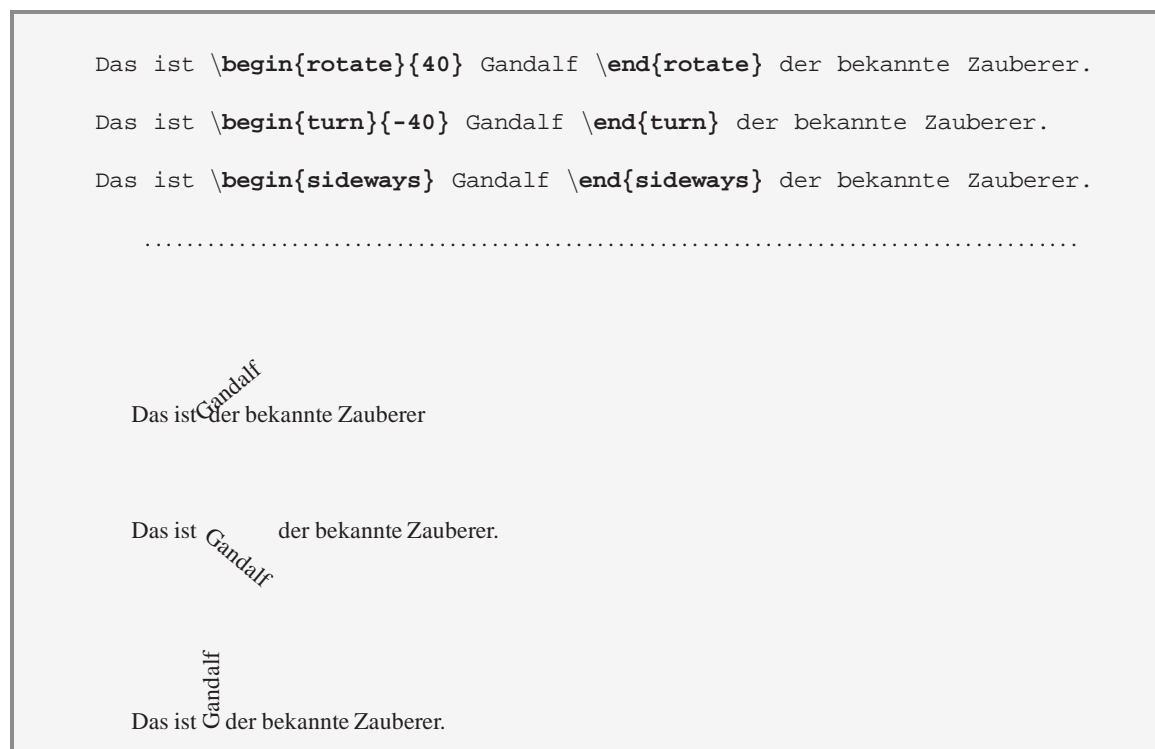 Das ist \begin{rotate}{40} Gandalf \end{rotate} der bekannte Zauberer.
Das ist \begin{turn}{-40} Gandalf \end{turn} der bekannte Zauberer.
Das ist \begin{sideways} Gandalf \end{sideways} der bekannte Zauberer.
Das ist Gandalf der bekannte Zauberer
Das ist Gandalf der bekannte Zauberer.
Das ist Gandalf der bekannte Zauberer.